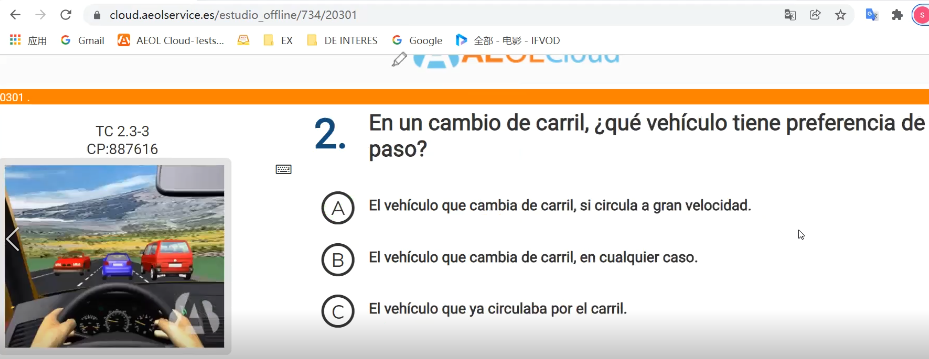 cloud.aeolservice.es/estudio_offline/734/20301
应用 Gmail AEOL Cloud-Tests... EX DE INTERES Google 全部 - 电影 - IFVOD
AEOLCloud
0301 .
TC 2.3-3
CP:887616
2. En un cambio de carril, ¿qué vehículo tiene preferencia de
paso?
A El vehículo que cambia de carril, si circula a gran velocidad.
B El vehículo que cambia de carril, en cualquier caso.
C El vehículo que ya circulaba por el carril.